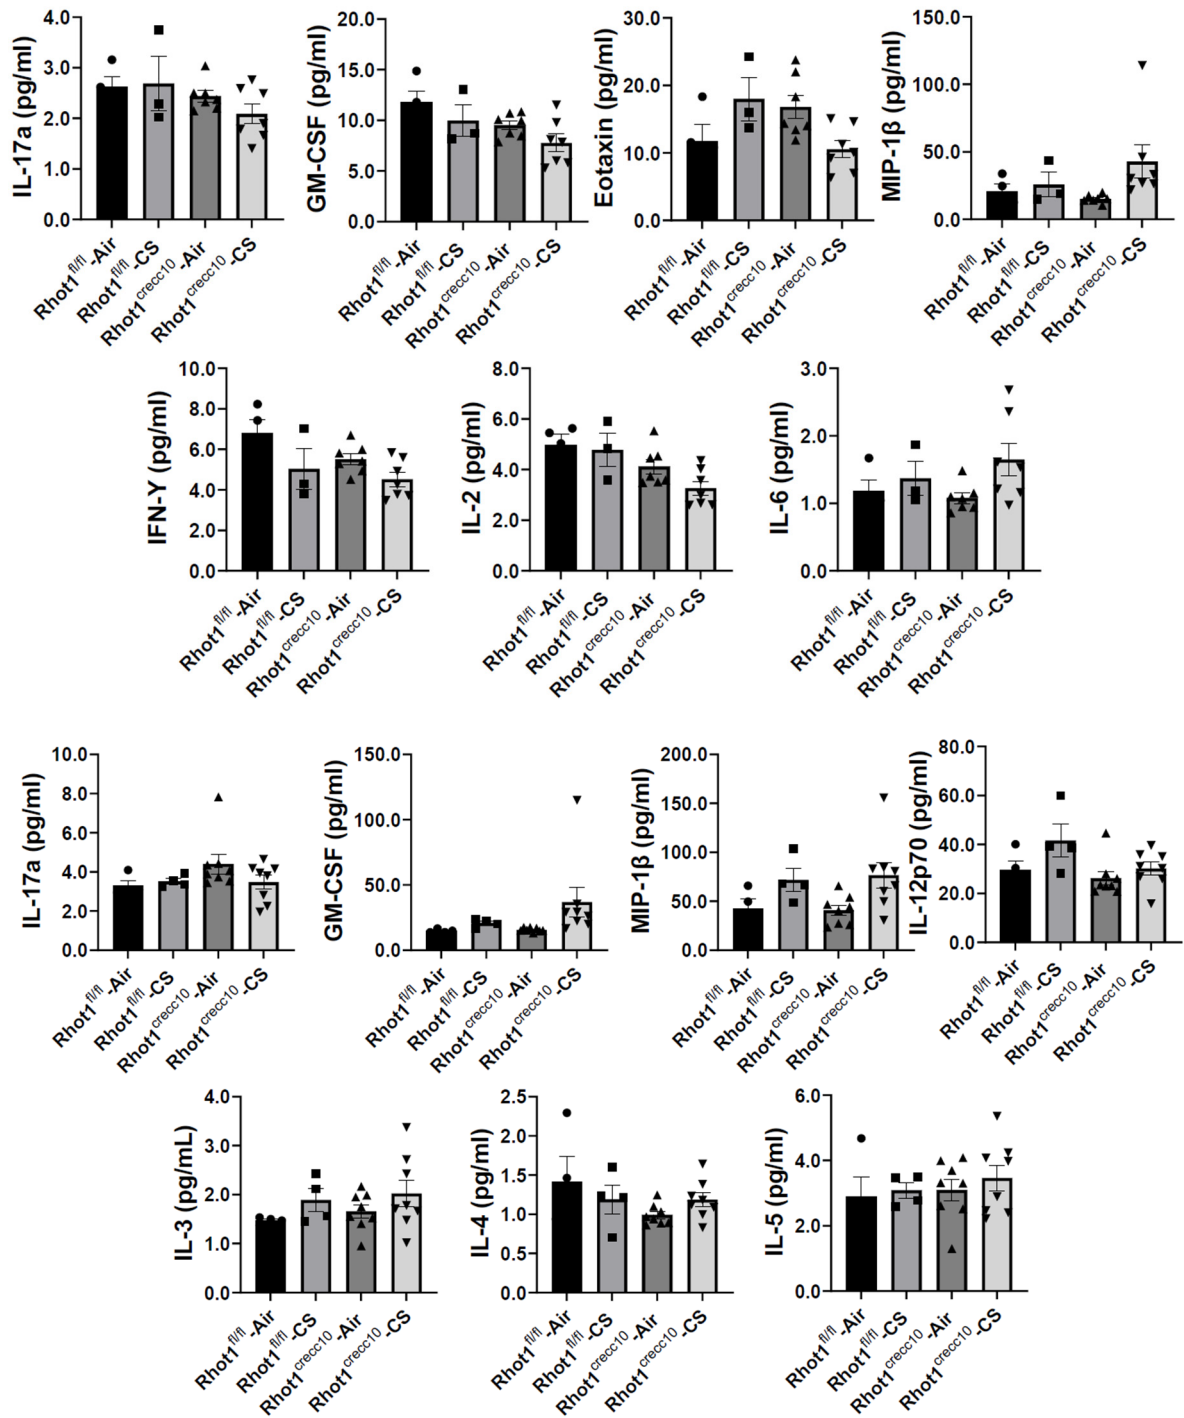 IL-17a (pg/ml)
4.0
3.0
2.0
1.0
0.0
Rhot1fl/fl -Air
Rhot1fl/fl -CS
Rhot1crecc10 -Air
Rhot1crecc10 -CS
GM-CSF (pg/ml)
20.0
15.0
10.0
5.0
0.0
Rhot1fl/fl -Air
Rhot1fl/fl -CS
Rhot1crecc10 -Air
Rhot1crecc10 -CS
Eotaxin (pg/ml)
30.0
20.0
10.0
0.0
Rhot1fl/fl -Air
Rhot1fl/fl -CS
Rhot1crecc10 -Air
Rhot1crecc10 -CS
MIP-1β (pg/ml)
150.0
100.0
50.0
0.0
Rhot1fl/fl -Air
Rhot1fl/fl -CS
Rhot1crecc10 -Air
Rhot1crecc10 -CS
IFN-Y (pg/ml)
10.0
8.0
6.0
4.0
2.0
0.0
Rhot1fl/fl -Air
Rhot1fl/fl -CS
Rhot1crecc10 -Air
Rhot1crecc10 -CS
IL-2 (pg/ml)
8.0
6.0
4.0
2.0
0.0
Rhot1fl/fl -Air
Rhot1fl/fl -CS
Rhot1crecc10 -Air
Rhot1crecc10 -CS
IL-6 (pg/ml)
3.0
2.0
1.0
0.0
Rhot1fl/fl -Air
Rhot1fl/fl -CS
Rhot1crecc10 -Air
Rhot1crecc10 -CS
IL-17a (pg/ml)
10.0
8.0
6.0
4.0
2.0
0.0
Rhot1fl/fl -Air
Rhot1fl/fl -CS
Rhot1crecc10 -Air
Rhot1crecc10 -CS
GM-CSF (pg/ml)
150.0
100.0
50.0
0.0
Rhot1fl/fl -Air
Rhot1fl/fl -CS
Rhot1crecc10 -Air
Rhot1crecc10 -CS
MIP-1β (pg/ml)
200.0
150.0
100.0
50.0
0.0
Rhot1fl/fl -Air
Rhot1fl/fl -CS
Rhot1crecc10 -Air
Rhot1crecc10 -CS
IL-12p70 (pg/ml)
80.0
60.0
40.0
20.0
0.0
Rhot1fl/fl -Air
Rhot1fl/fl -CS
Rhot1crecc10 -Air
Rhot1crecc10 -CS
IL-3 (pg/mL)
4.0
3.0
2.0
1.0
0.0
Rhot1fl/fl -Air
Rhot1fl/fl -CS
Rhot1crecc10 -Air
Rhot1crecc10 -CS
IL-4 (pg/ml)
2.5
2.0
1.5
1.0
0.5
0.0
Rhot1fl/fl -Air
Rhot1fl/fl -CS
Rhot1crecc10 -Air
Rhot1crecc10 -CS
IL-5 (pg/ml)
6.0
4.0
2.0
0.0
Rhot1fl/fl -Air
Rhot1fl/fl -CS
Rhot1crecc10 -Air
Rhot1crecc10 -CS